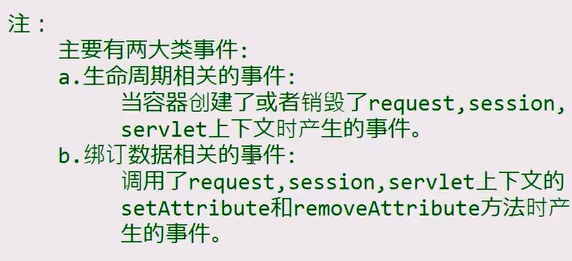 注：
主要有两大类事件:
a.生命周期相关的事件:
当容器创建了或者销毁了request,session,
servlet上下文时产生的事件。
b.绑订数据相关的事件:
调用了request,session,servlet上下文的
setAttribute和removeAttribute方法时产
生的事件。